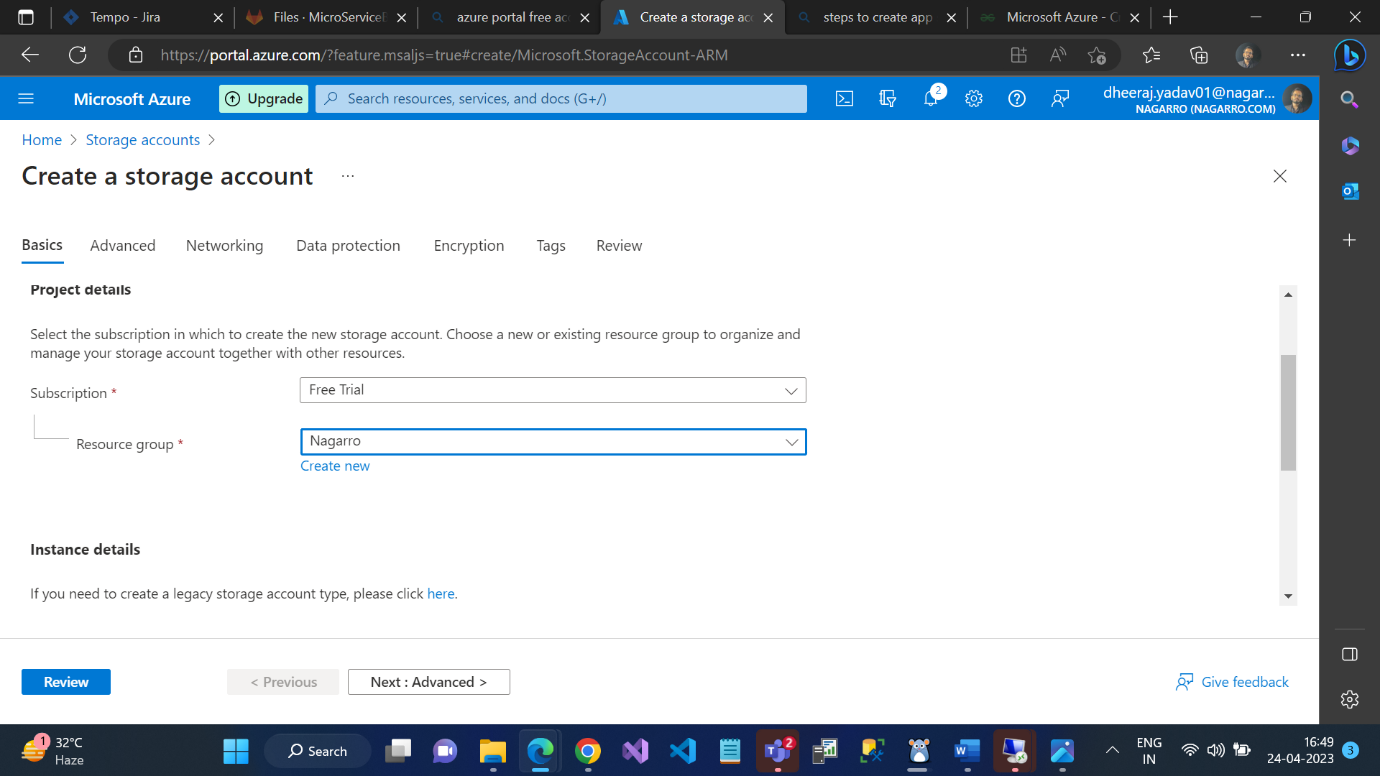 Tempo - Jira
Files · MicroServiceE
azure portal free ac
Create a storage acc
steps to create app
Microsoft Azure - C
https://portal.azure.com/?feature.msaljs=true#create/Microsoft.StorageAccount-ARM
Microsoft Azure
Upgrade
Search resources, services, and docs (G+/)
2
dheeraj.yadav01@nagar...
NAGARRO (NAGARRO.COM)
Home > Storage accounts >
Create a storage account ...
Basics Advanced Networking Data protection Encryption Tags Review
Project details
Select the subscription in which to create the new storage account. Choose a new or existing resource group to organize and
manage your storage account together with other resources.
Subscription *
Free Trial
Resource group *
Nagarro
Create new
Instance details
If you need to create a legacy storage account type, please click here.
Review
< Previous
Next : Advanced >
Give feedback
1
32°C
Haze
Search
2
ENG
IN
16:49
24-04-2023
3